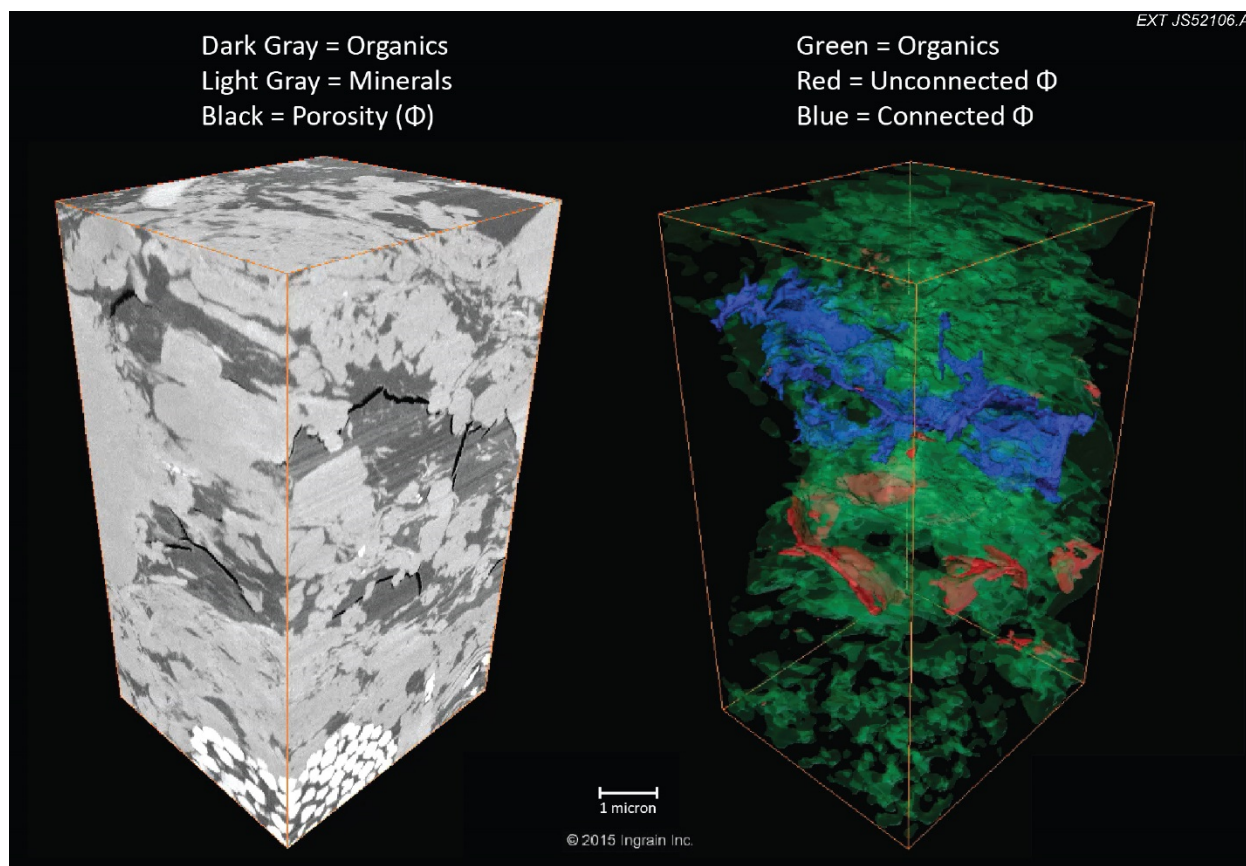 EXT JS52106.A
Dark Gray = Organics
Light Gray = Minerals
Black = Porosity (Φ)
Green = Organics
Red = Unconnected Φ
Blue = Connected Φ
1 micron
© 2015 Ingrain Inc.